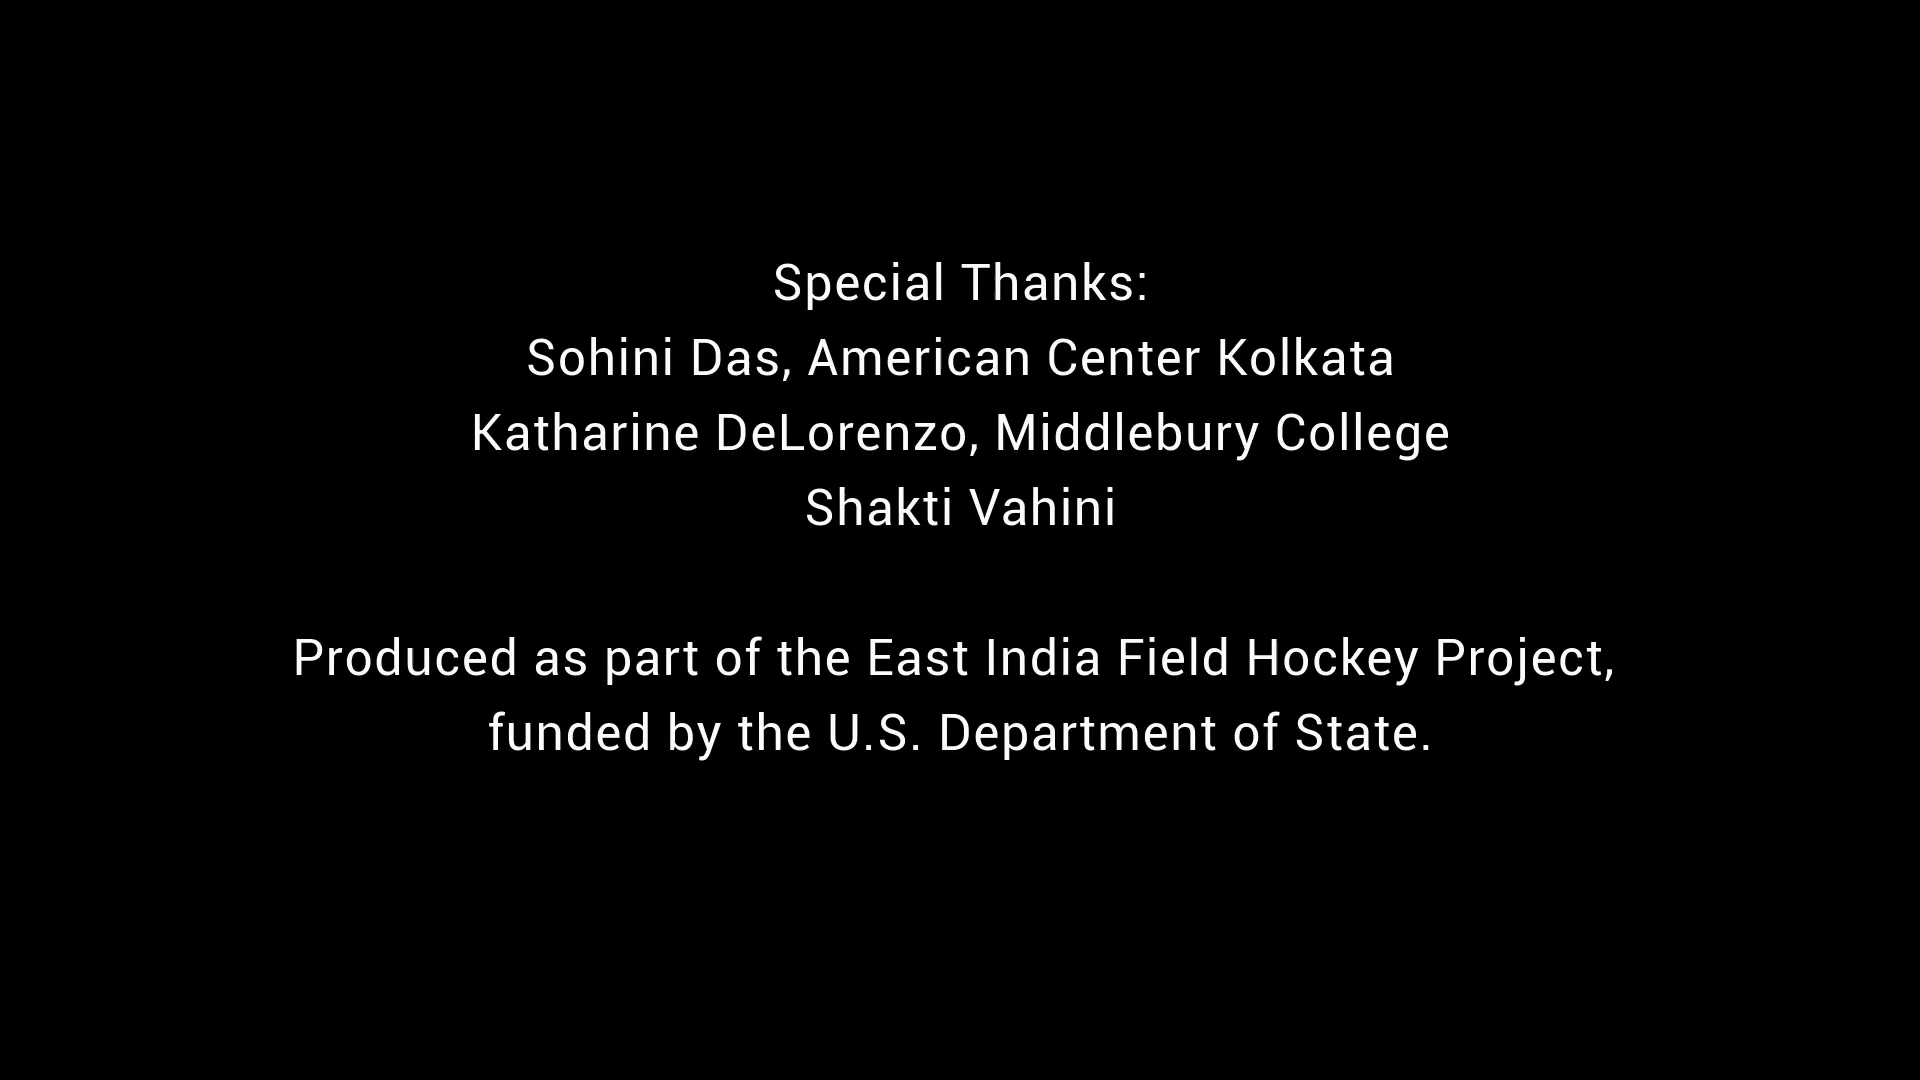 Special Thanks:
Sohini Das, American Center Kolkata
Katharine DeLorenzo, Middlebury College
Shakti Vahini
Produced as part of the East India Field Hockey Project,
funded by the U.S. Department of State.